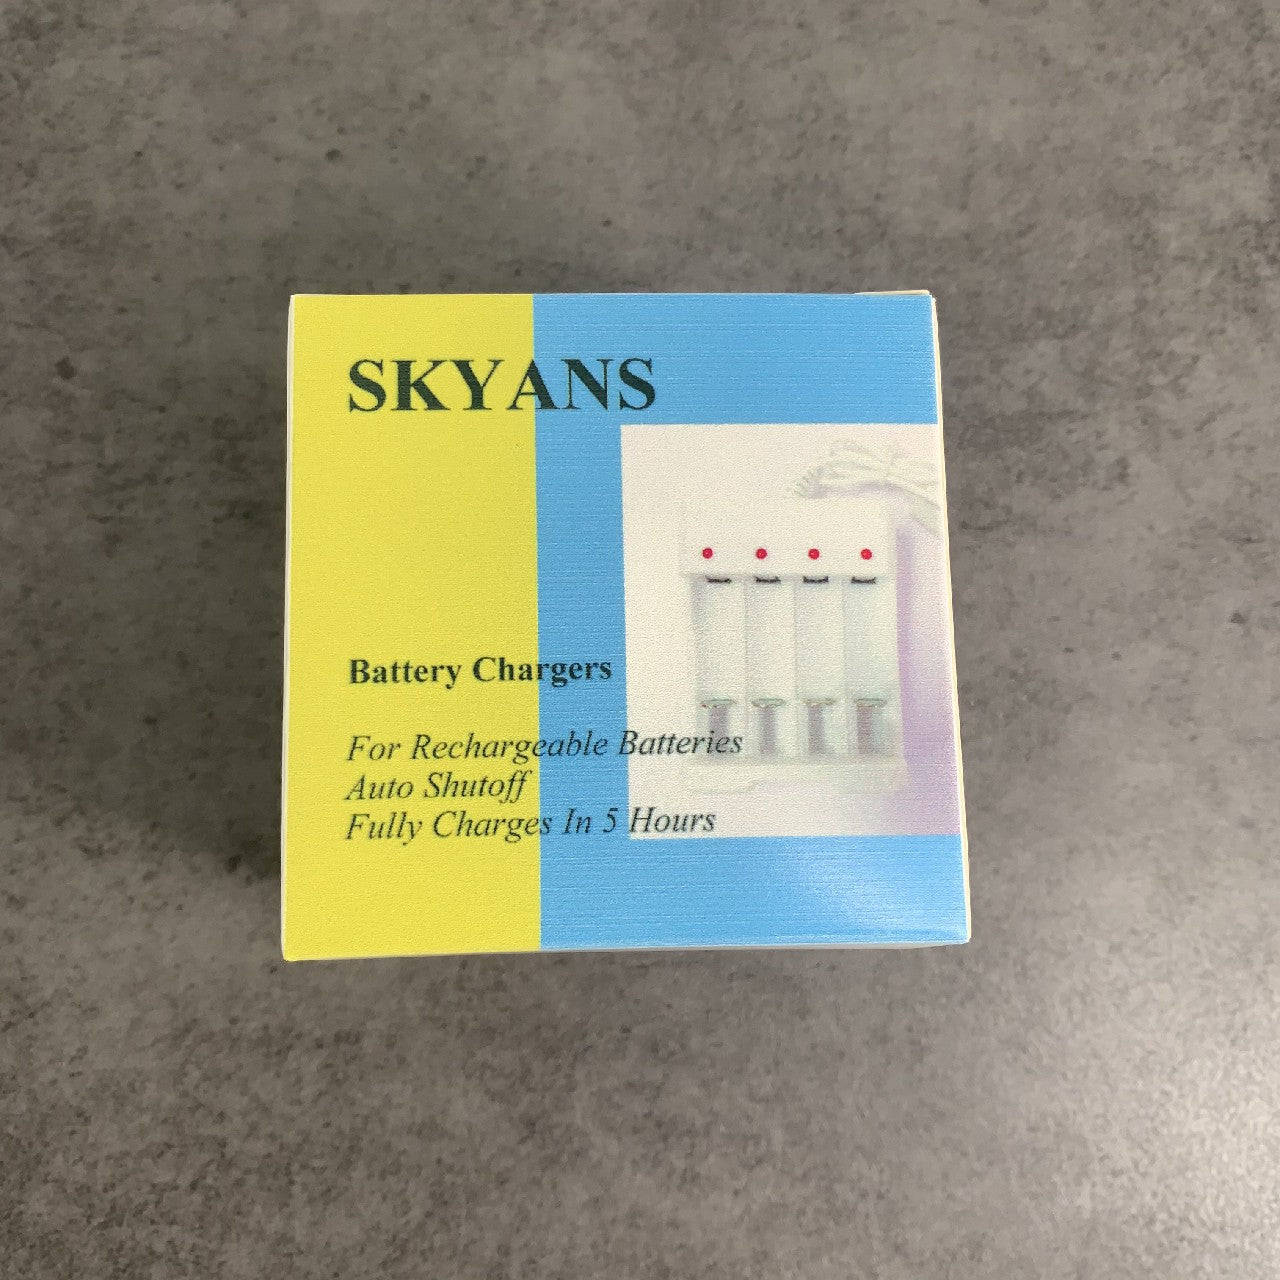 SKYANS
Battery Chargers
For Rechargeable Batteries
Auto Shutoff
Fully Charges In 5 Hours